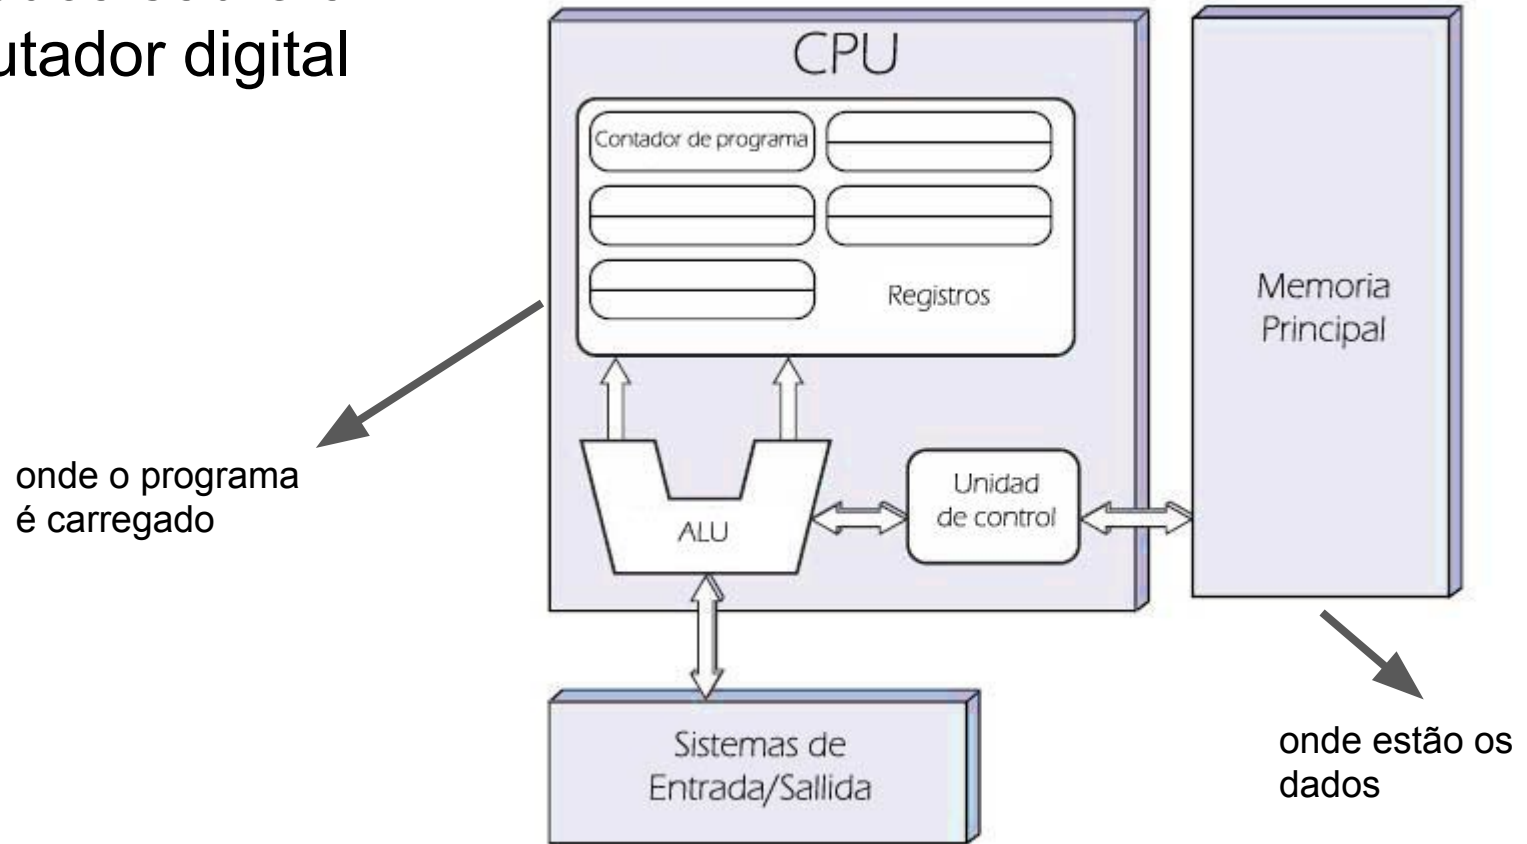 utador digital
CPU
Contador de programa
Registros
Memoria
Principal
onde o programa
é carregado
Unidad
de control
ALU
Sistemas de
Entrada/Sallida
onde estão os
dados